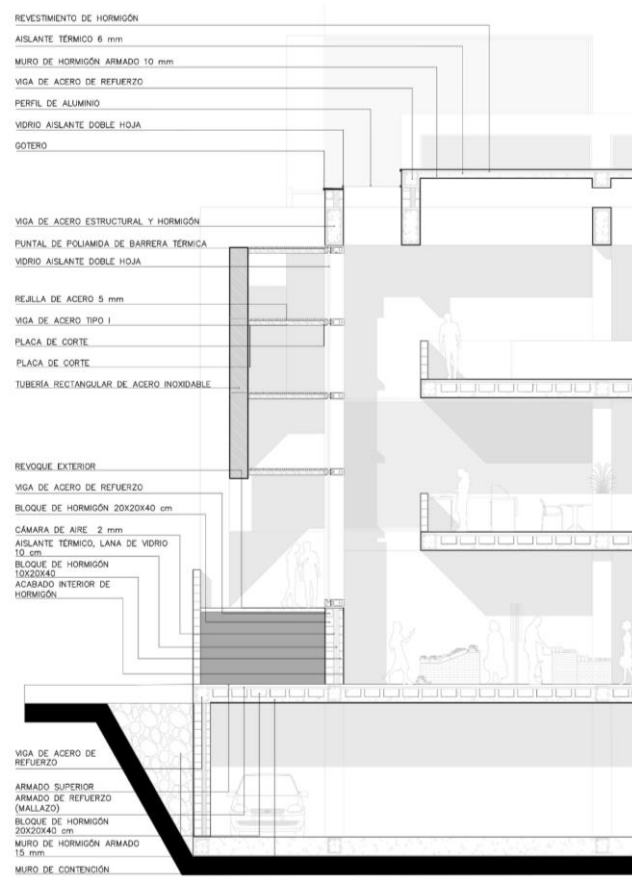 REVESTIMIENTO DE HORMIGÓN
AISLANTE TÉRMICO 6 mm
MURO DE HORMIGÓN ARMADO 10 mm
VIGA DE ACERO DE REFUERZO
PERFIL DE ALUMINIO
VIDRIO AISLANTE DOBLE HOJA
GOTERO
VIGA DE ACERO ESTRUCTURAL Y HORMIGÓN
PUNTAL DE POLIAMIDA DE BARRERA TÉRMICA
VIDRIO AISLANTE DOBLE HOJA
REJILLA DE ACERO 5 mm
VIGA DE ACERO TIPO I
PLACA DE CORTE
PLACA DE CORTE
TUBERÍA RECTANGULAR DE ACERO INOXIDABLE
REVOQUE EXTERIOR
VIGA DE ACERO DE REFUERZO
BLOQUE DE HORMIGÓN 20X20X40 cm
CÁMARA DE AIRE 2 mm
AISLANTE TÉRMICO, LANA DE VIDRIO
10 cm
BLOQUE DE HORMIGÓN
10X20X40
ACABADO INTERIOR DE
HORMIGÓN
VIGA DE ACERO DE
REFUERZO
ARMADO SUPERIOR
ARMADO DE REFUERZO
(MALLAZO)
BLOQUE DE HORMIGÓN
20X20X40 cm
MURO DE HORMIGÓN ARMADO
15 mm
MURO DE CONTENCIÓN